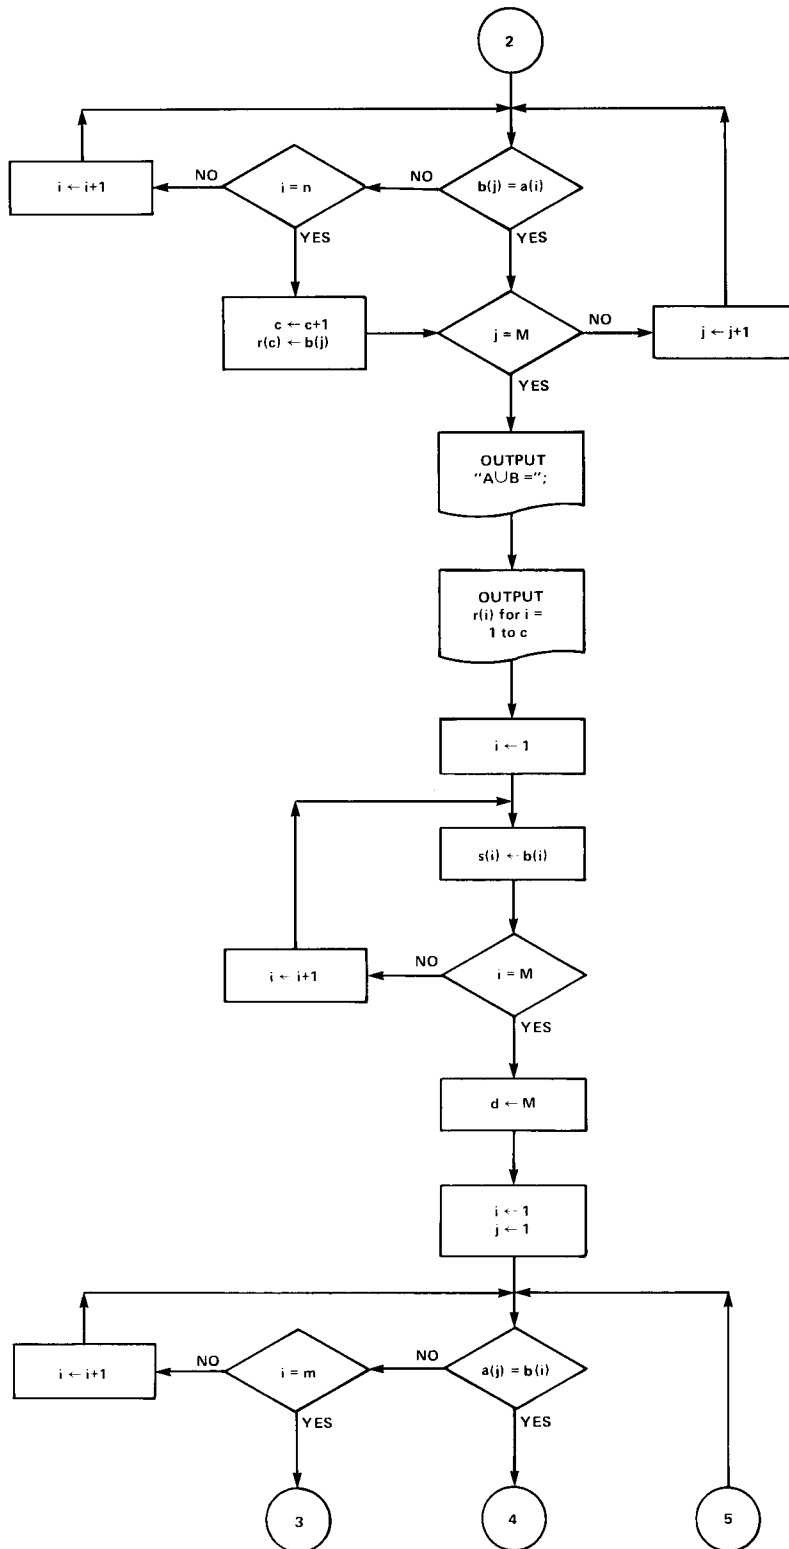 2
i ← i+1
NO
i = n
NO
b(j) = a(i)
YES
YES
c ← c+1
r(c) ← b(j)
j = M
NO
j ← j+1
YES
OUTPUT
"A∪B =";
OUTPUT
r(i) for i =
1 to c
i ← 1
s(i) ← b(i)
i ← i+1
NO
i = M
YES
d ← M
i ← 1
j ← 1
i ← i+1
NO
i = m
NO
a(j) = b(i)
YES
YES
3
4
5